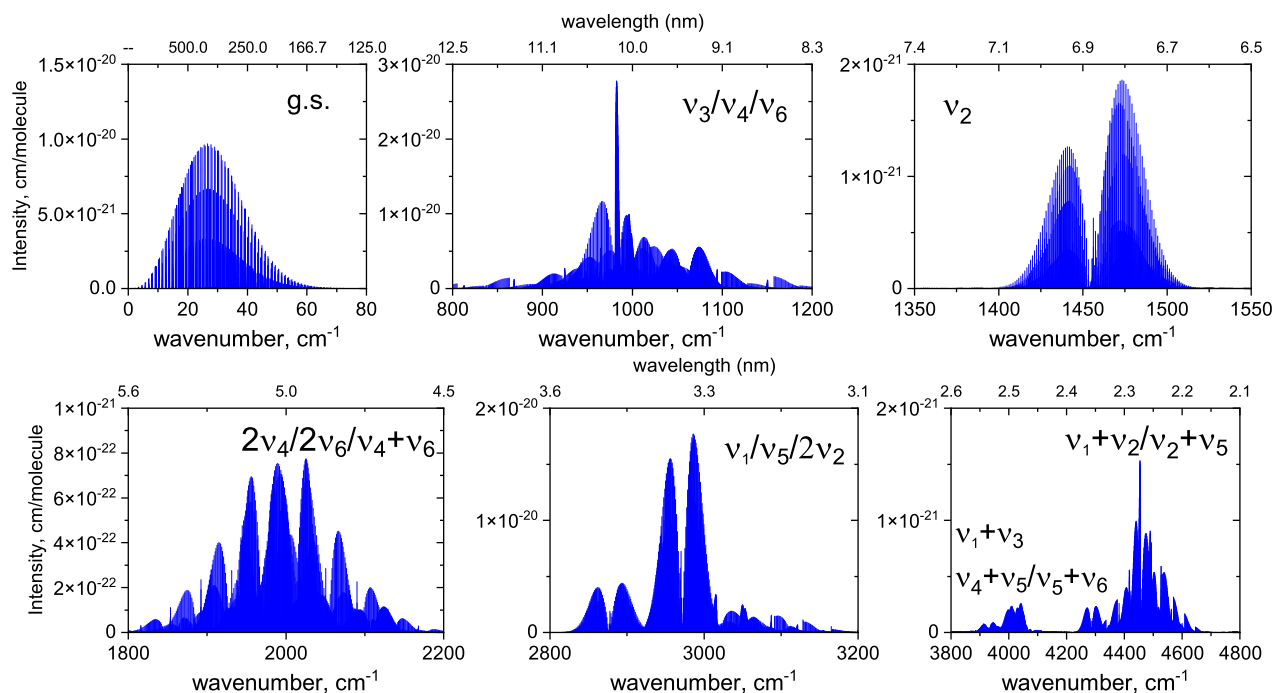 wavelength (nm)
-- 500.0 250.0 166.7 125.0
12.5 11.1 10.0 9.1 8.3
7.4 7.1 6.9 6.7 6.5
Intensity, cm/molecule
1.5×10⁻²⁰
1.0×10⁻²⁰
5.0×10⁻²¹
0.0
g.s.
0 20 40 60 80
wavenumber, cm⁻¹
3×10⁻²⁰
2×10⁻²⁰
1×10⁻²⁰
0
ν₃/ν₄/ν₆
800 900 1000 1100 1200
wavenumber, cm⁻¹
2×10⁻²¹
1×10⁻²¹
0
ν₂
1350 1400 1450 1500 1550
wavenumber, cm⁻¹
wavelength (nm)
5.6 5.0 4.5
3.6 3.3 3.1
2.6 2.5 2.4 2.3 2.2 2.1
Intensity, cm/molecule
1×10⁻²¹
8×10⁻²²
6×10⁻²²
4×10⁻²²
2×10⁻²²
0
2ν₄/2ν₆/ν₄+ν₆
1800 2000 2200
wavenumber, cm⁻¹
2×10⁻²⁰
1×10⁻²⁰
0
ν₁/ν₅/2ν₂
2800 3000 3200
wavenumber, cm⁻¹
2×10⁻²¹
1×10⁻²¹
0
ν₁+ν₂/ν₂+ν₅
ν₁+ν₃
ν₄+ν₅/ν₅+ν₆
3800 4000 4200 4400 4600 4800
wavenumber, cm⁻¹